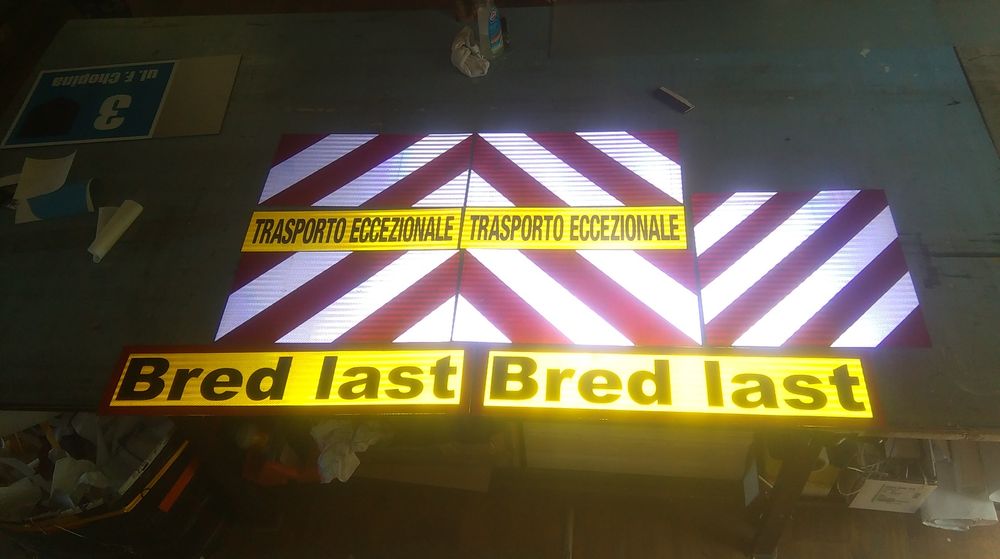 ul. F. Chopina
3
TRASPORTO ECCEZIONALE
TRASPORTO ECCEZIONALE
Bred last
Bred last